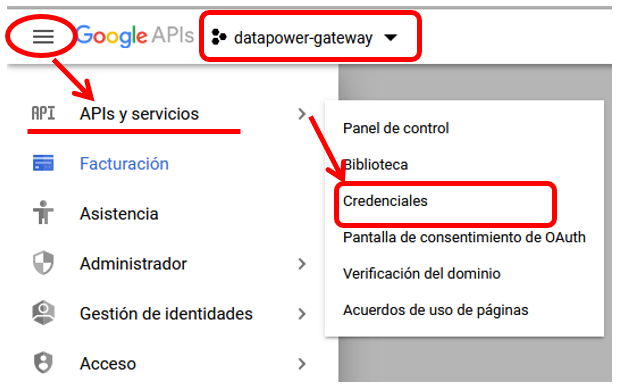 Google APIs datapower-gateway
API APIs y servicios
Facturación
Asistencia
Administrador
Gestión de identidades
Acceso
Panel de control
Biblioteca
Credenciales
Pantalla de consentimiento de OAuth
Verificación del dominio
Acuerdos de uso de páginas